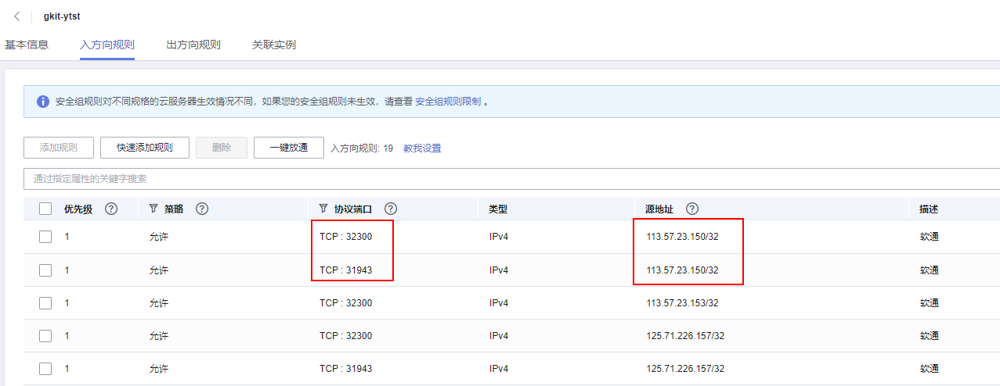 gkit-ytst
基本信息 入方向规则 出方向规则 关联实例
安全组规则对不同规格的云服务器生效情况不同，如果您的安全组规则未生效，请查看 安全组规则限制 。
添加规则 快速添加规则 删除 一键放通 入方向规则: 19 教我设置
通过指定属性的关键字搜索
优先级 策略 协议端口 类型 源地址 描述
1 允许 TCP : 32300 IPv4 113.57.23.150/32 软通
1 允许 TCP : 31943 IPv4 113.57.23.150/32 软通
1 允许 TCP : 32300 IPv4 113.57.23.153/32 软通
1 允许 TCP : 32300 IPv4 125.71.226.157/32 软通
1 允许 TCP : 31943 IPv4 125.71.226.157/32 软通